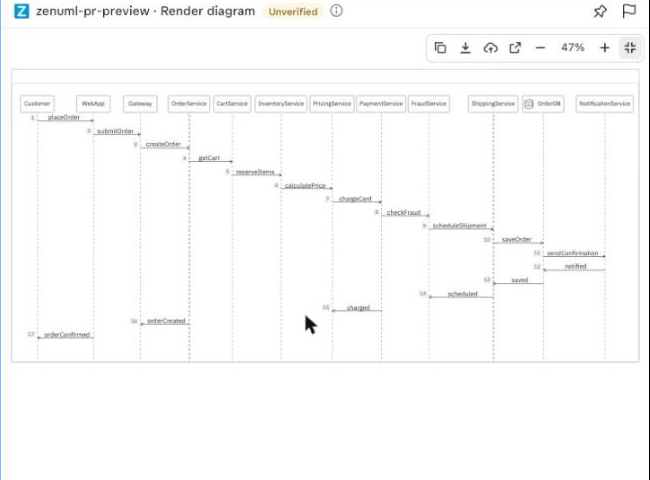 zenuml-pr-preview · Render diagram Unverified
47%
Customer WebApp Gateway OrderService CartService InventoryService PricingService PaymentService FraudService ShippingService OrderDB NotificationService
1 placeOrder
2 submitOrder
3 createOrder
4 getCart
5 reserveItems
6 calculatePrice
7 chargeCard
8 checkFraud
9 scheduleShipment
10 saveOrder
11 sendConfirmation
12 notified
13 saved
14 scheduled
15 charged
16 orderCreated
17 orderConfirmed